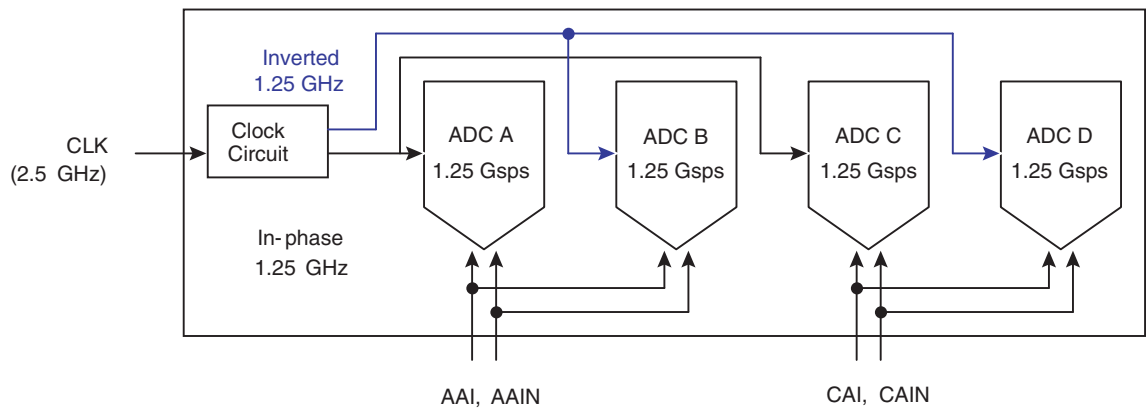 Inverted
1.25 GHz
CLK
(2.5 GHz)
Clock
Circuit
ADC A
1.25 Gsps
ADC B
1.25 Gsps
ADC C
1.25 Gsps
ADC D
1.25 Gsps
In-phase
1.25 GHz
AAI, AAIN
CAI, CAIN